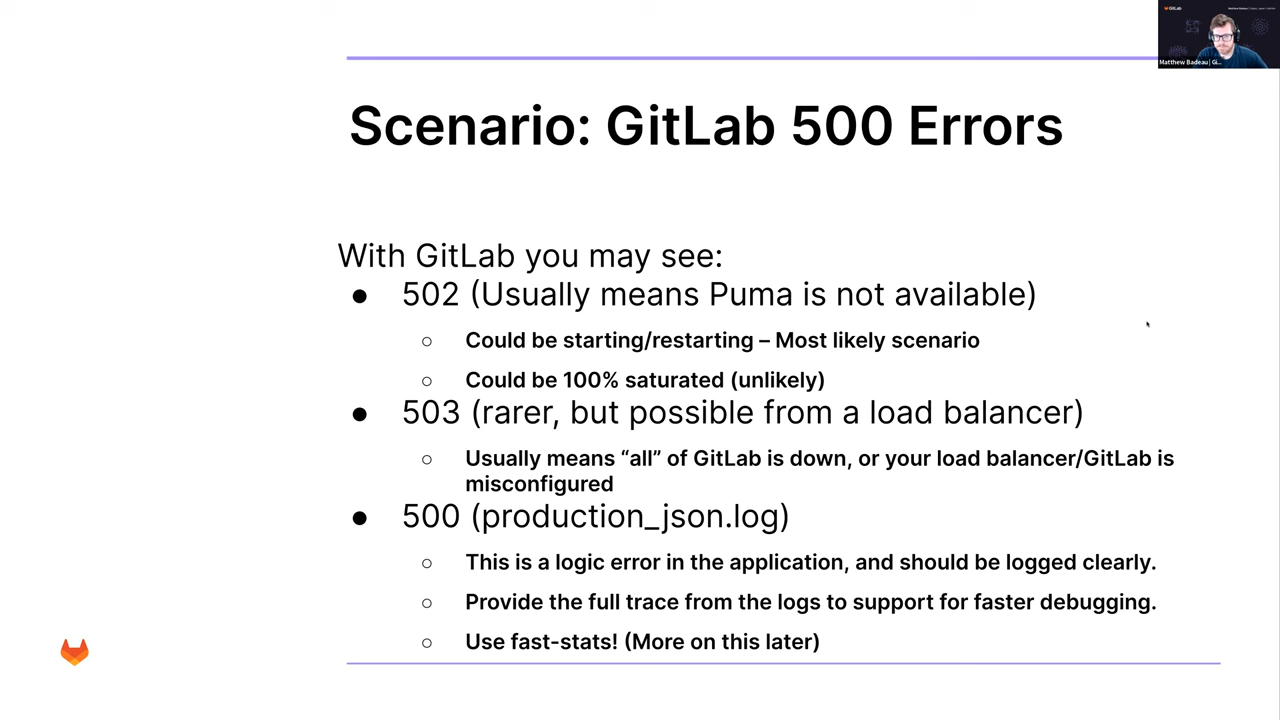 GitLab
Matthew Badeau | Gi...
Scenario: GitLab 500 Errors
With GitLab you may see:
● 502 (Usually means Puma is not available)
○ Could be starting/restarting – Most likely scenario
○ Could be 100% saturated (unlikely)
● 503 (rarer, but possible from a load balancer)
○ Usually means “all” of GitLab is down, or your load balancer/GitLab is
misconfigured
● 500 (production_json.log)
○ This is a logic error in the application, and should be logged clearly.
○ Provide the full trace from the logs to support for faster debugging.
○ Use fast-stats! (More on this later)